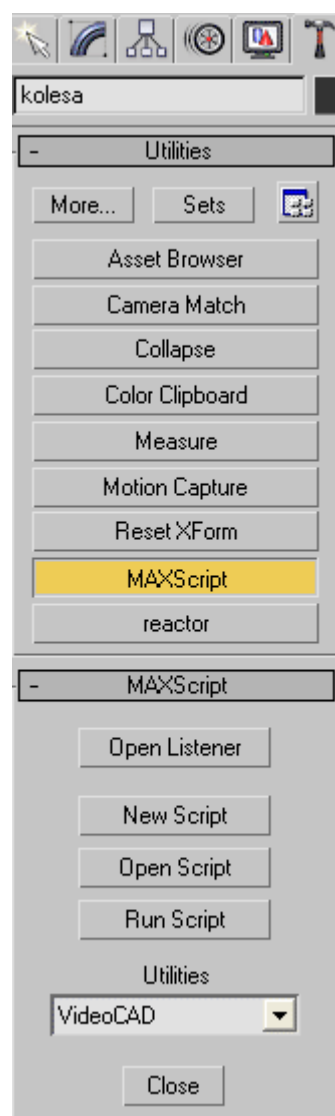 kolesa
- Utilities
More... Sets
Asset Browser
Camera Match
Collapse
Color Clipboard
Measure
Motion Capture
Reset XForm
MAXScript
reactor
- MAXScript
Open Listener
New Script
Open Script
Run Script
Utilities
VideoCAD
Close